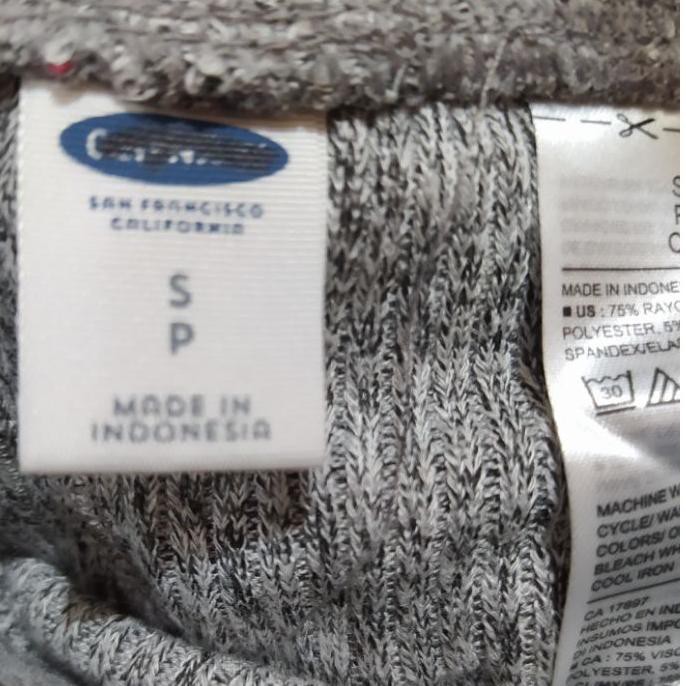 SAN FRANCISCO
CALIFORNIA
S
P
MADE IN
INDONESIA
S
P
MADE IN INDONE
■ US : 75% RAYO
POLYESTER, 5%
SPANDEX/ELAS
30
MACHINE W
CYCLE/ WA
COLORS/ O
BLEACH WH
COOL IRON
CA 17897
HECHO EN IND
INSUMOS IMPO
DI INDONESIA
■ CA : 75% VISC
POLYESTER, 5%